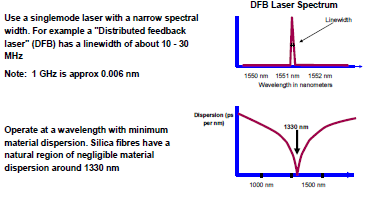 DFB Laser Spectrum
Use a singlemode laser with a narrow spectral
width. For example a "Distributed feedback
laser" (DFB) has a linewidth of about 10 - 30
MHz
Note: 1 GHz is approx 0.006 nm
Linewidth
1550 nm 1551 nm 1552 nm
Wavelength in nanometers
Operate at a wavelength with minimum
material dispersion. Silica fibres have a
natural region of negligible material
dispersion around 1330 nm
Dispersion (ps
per nm)
1330 nm
1000 nm 1500 nm